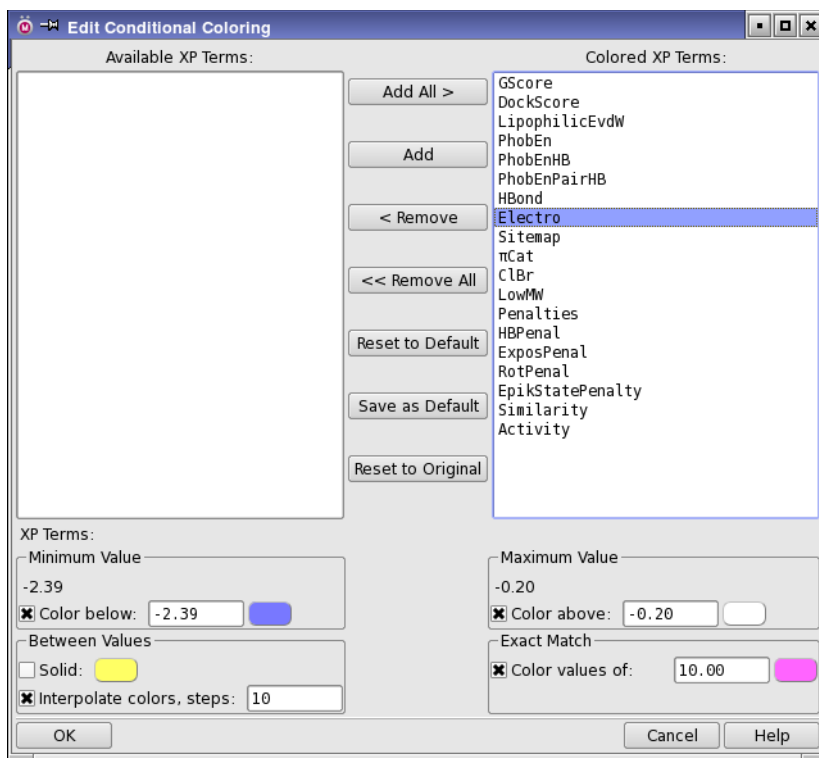 Edit Conditional Coloring
Available XP Terms:
Colored XP Terms:
Add All >
Add
< Remove
<< Remove All
Reset to Default
Save as Default
Reset to Original
GScore
DockScore
LipophilicEvdW
PhobEn
PhobEnHB
PhobEnPairHB
HBond
Electro
Sitemap
πCat
ClBr
LowMW
Penalties
HBPenal
ExposPenal
RotPenal
EpikStatePenalty
Similarity
Activity
XP Terms:
Minimum Value
-2.39
Color below: -2.39
Maximum Value
-0.20
Color above: -0.20
Between Values
Solid:
Interpolate colors, steps: 10
Exact Match
Color values of: 10.00
OK
Cancel
Help